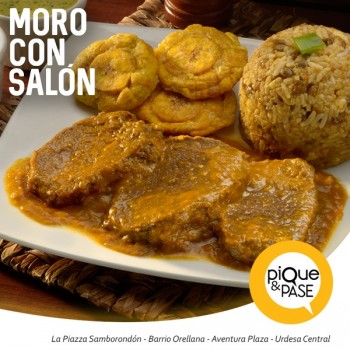 MORO
CON
SALÓN
piQue
& PASE
La Piazza Samborondón - Barrio Orellana - Aventura Plaza - Urdesa Central